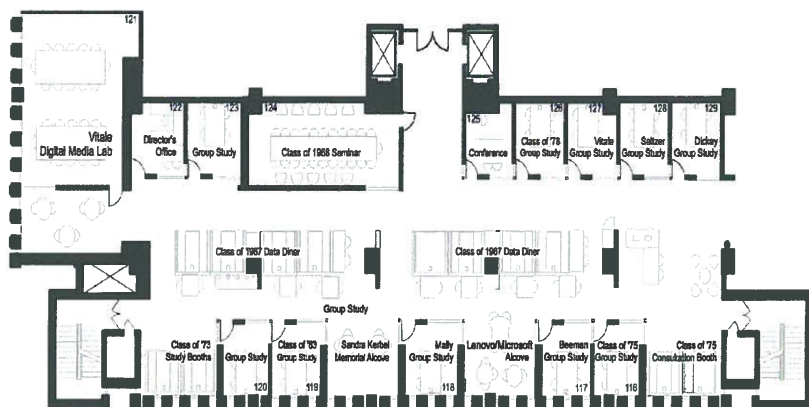 121
122
123
124
125
126
127
128
129
Vitale
Digital Media Lab
Director's
Office
Group Study
Class of 1968 Seminar
Conference
Class of '78
Group Study
Vitale
Group Study
Saltzer
Group Study
Dickey
Group Study
Class of 1967 Data Diner
Class of 1967 Data Diner
Group Study
Class of '73
Study Booths
Group Study
120
Class of '63
Group Study
119
Sandra Kerbel
Memorial Alcove
Mally
Group Study
118
Lenovo/Microsoft
Alcove
Beeman
Group Study
117
Class of '75
Group Study
116
Class of '75
Consultation Booth